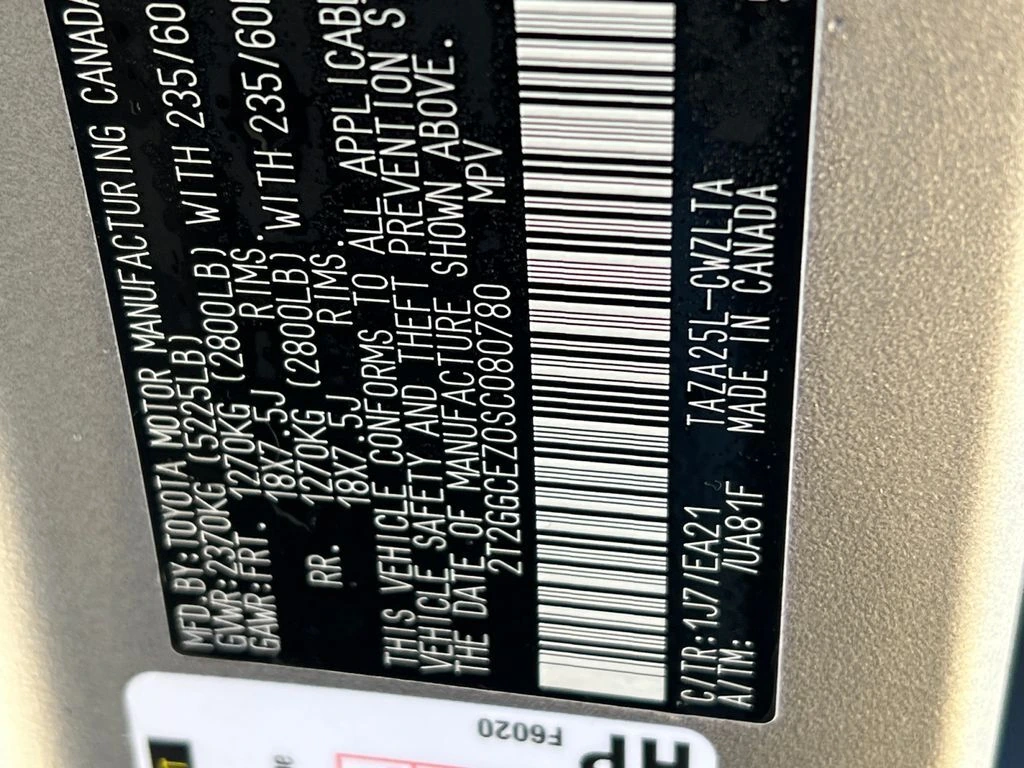 MFD.BY:TOYOTA MOTOR MANUFACTURING CANADA
GVWR:2370KG (5225LB)
GAWR:FRT. 1270KG (2800LB) WITH 235/60
18X7.5J RIMS.
RR. 1270KG (2800LB) WITH 235/60
18X7.5J RIMS.
THIS VEHICLE CONFORMS TO ALL APPLICABL
VEHICLE SAFETY AND THEFT PREVENTION S
THE DATE OF MANUFACTURE SHOWN ABOVE.
2T2GGCEZ0SC080780 MPV
C/TR:1J7/EA21 TAZA25L-CWZLTA
A/TM: /UA81F MADE IN CANADA
F6020